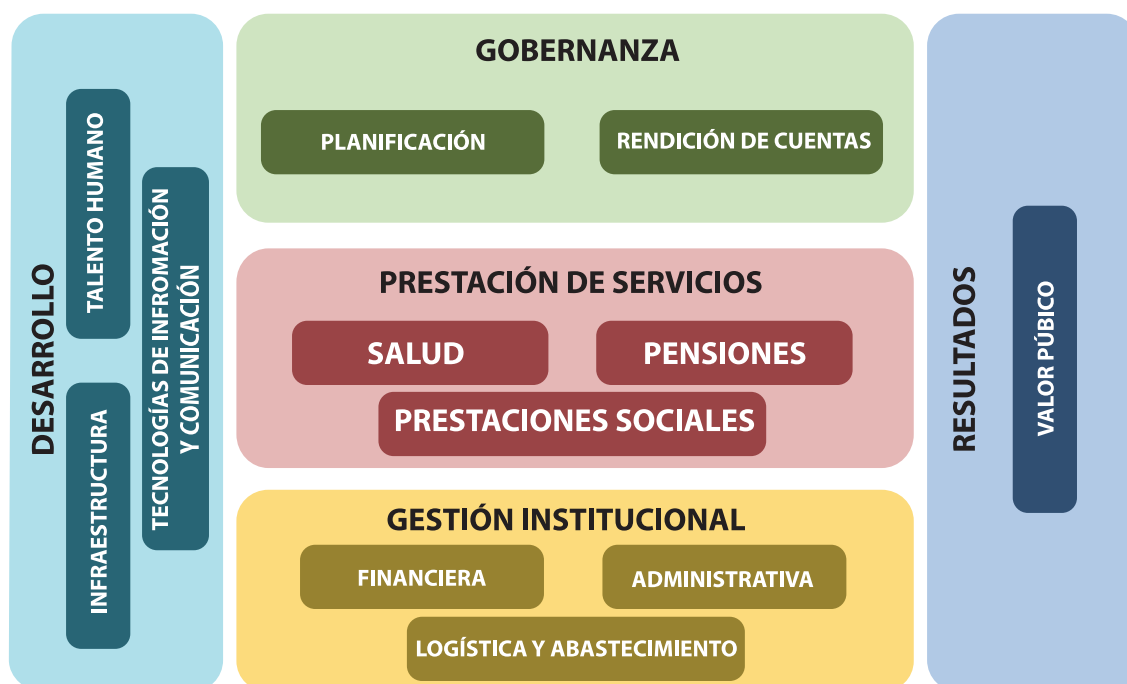 DESARROLLO
TALENTO HUMANO
INFRAESTRUCTURA
TECNOLOGÍAS DE INFROMACIÓN
Y COMUNICACIÓN
GOBERNANZA
PLANIFICACIÓN
RENDICIÓN DE CUENTAS
PRESTACIÓN DE SERVICIOS
SALUD
PENSIONES
PRESTACIONES SOCIALES
GESTIÓN INSTITUCIONAL
FINANCIERA
ADMINISTRATIVA
LOGÍSTICA Y ABASTECIMIENTO
RESULTADOS
VALOR PÚBICO